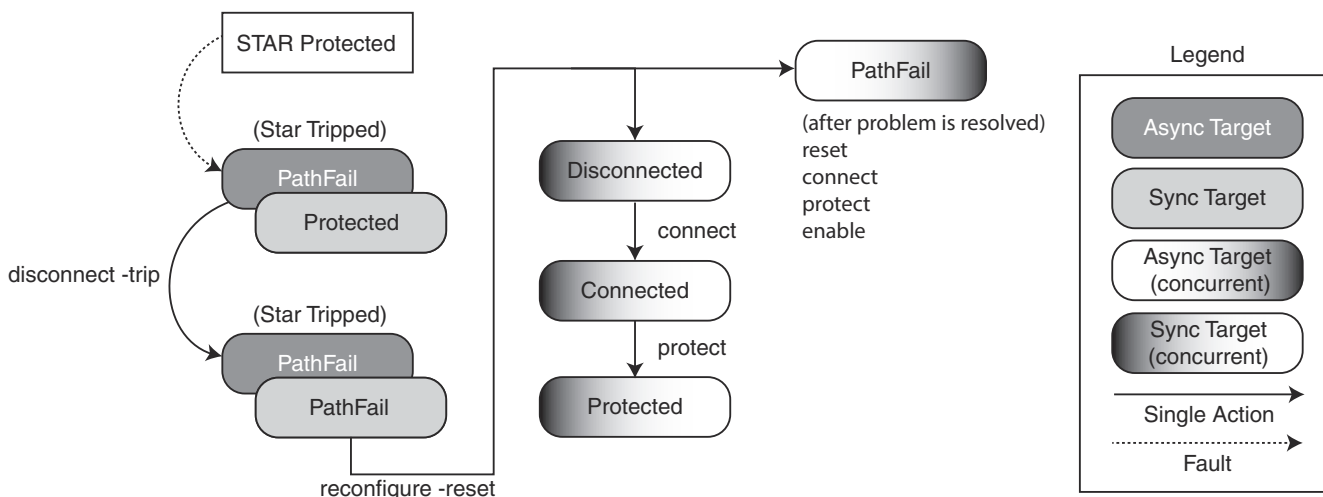 STAR Protected
(Star Tripped)
PathFail
Protected
disconnect -trip
(Star Tripped)
PathFail
PathFail
reconfigure -reset
Disconnected
connect
Connected
protect
Protected
PathFail
(after problem is resolved)
reset
connect
protect
enable
Legend
Async Target
Sync Target
Async Target
(concurrent)
Sync Target
(concurrent)
Single Action
Fault